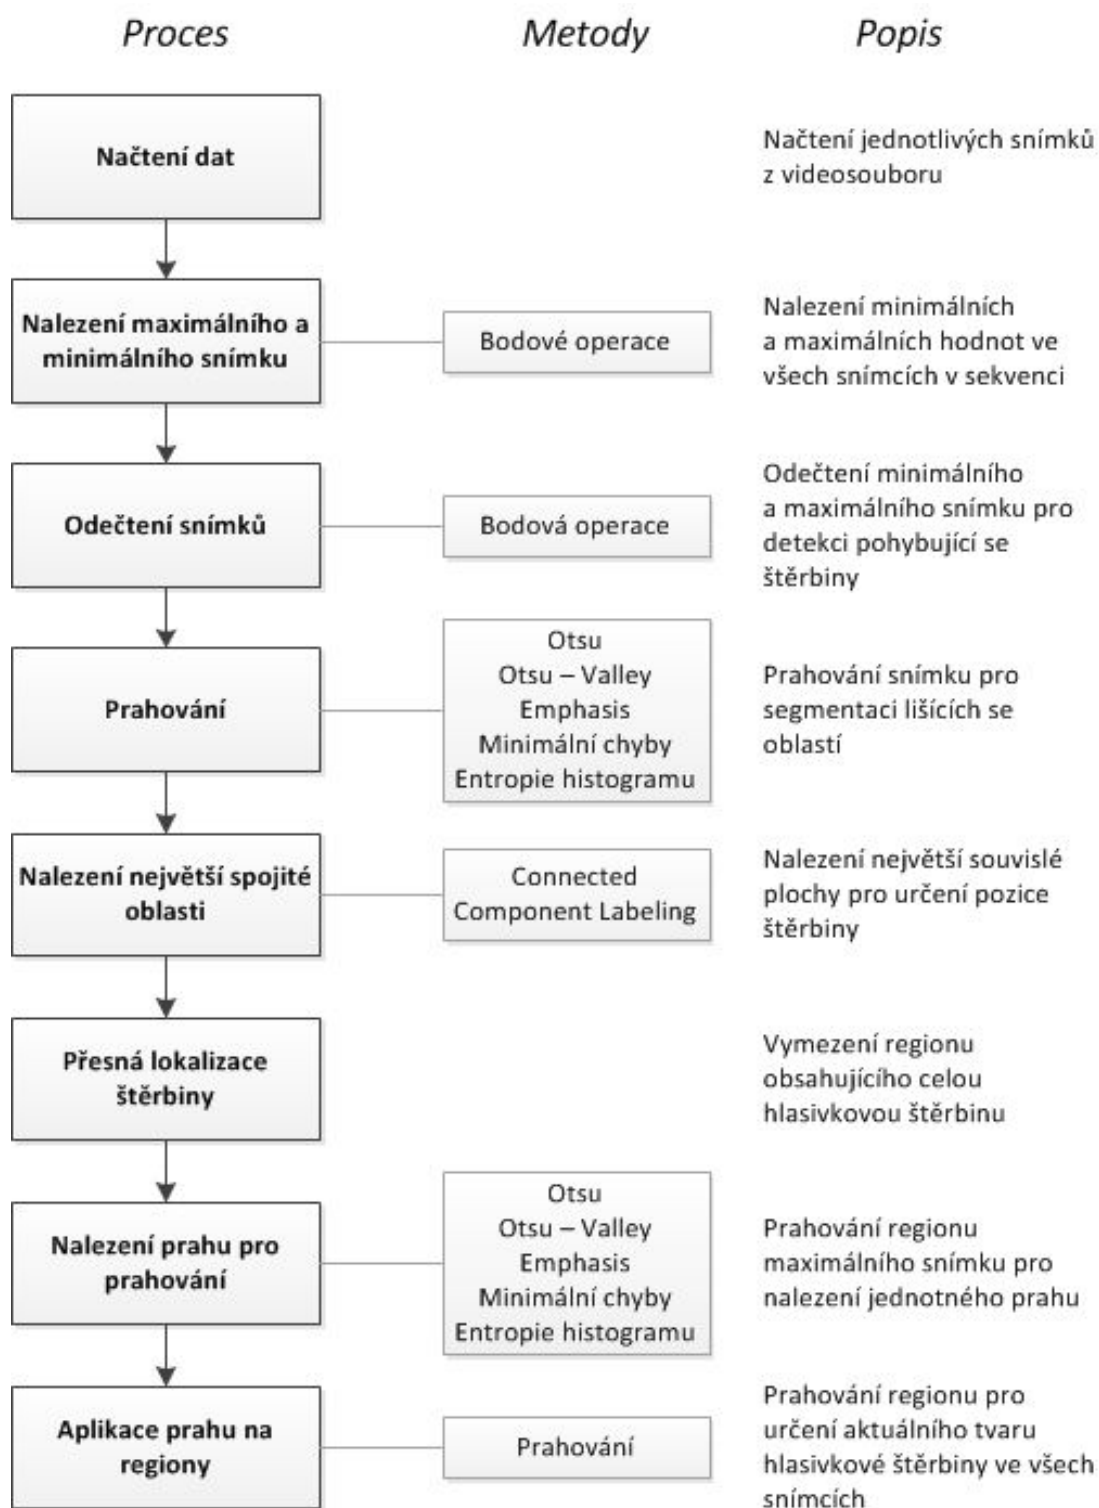 Proces
Metody
Popis
Načtení dat
Načtení jednotlivých snímků
z videosouboru
Nalezení maximálního a
minimálního snímku
Bodové operace
Nalezení minimálních
a maximálních hodnot ve
všech snímcích v sekvenci
Odečtení snímků
Bodová operace
Odečtení minimálního
a maximálního snímku pro
detekci pohybující se
štěrbiny
Prahování
Otsu
Otsu – Valley
Emphasis
Minimální chyby
Entropie histogramu
Prahování snímku pro
segmentaci lišících se
oblastí
Nalezení největší spojité
oblasti
Connected
Component Labeling
Nalezení největší souvislé
plochy pro určení pozice
štěrbiny
Přesná lokalizace
štěrbiny
Vymezení regionu
obsahujícího celou
hlasivkovou štěrbinu
Nalezení prahu pro
prahování
Otsu
Otsu – Valley
Emphasis
Minimální chyby
Entropie histogramu
Prahování regionu
maximálního snímku pro
nalezení jednotného prahu
Aplikace prahu na
regiony
Prahování
Prahování regionu pro
určení aktuálního tvaru
hlasivkové štěrbiny ve všech
snímcích